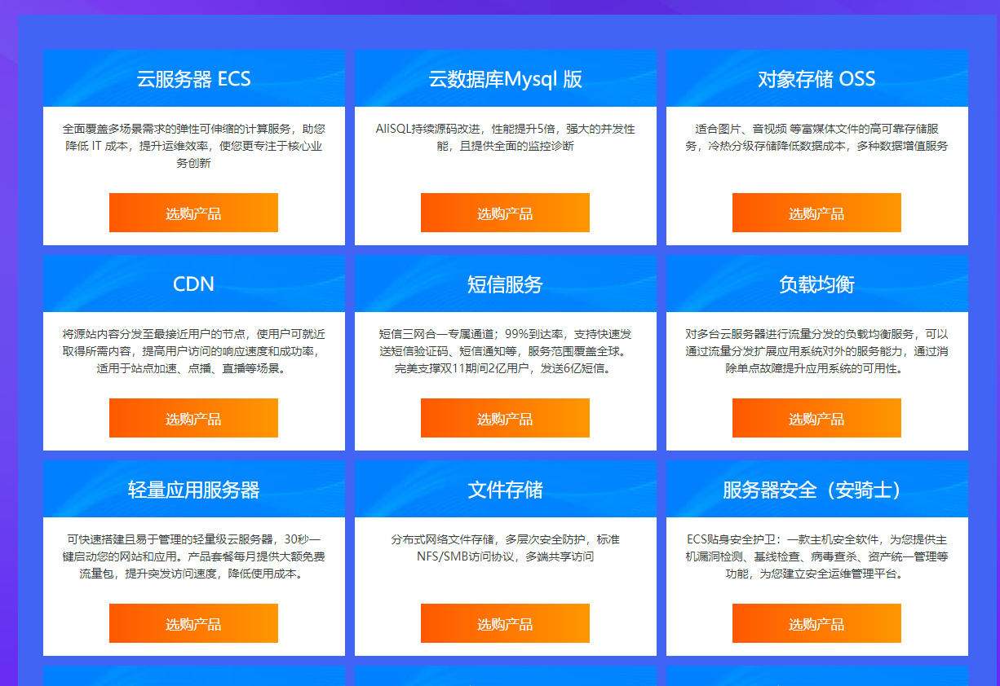 云服务器 ECS
全面覆盖多场景需求的弹性可伸缩的计算服务，助您
降低 IT 成本，提升运维效率，使您更专注于核心业
务创新
选购产品
云数据库Mysql 版
AliSQL持续源码改进，性能提升5倍，强大的并发性
能，且提供全面的监控诊断
选购产品
对象存储 OSS
适合图片、音视频 等富媒体文件的高可靠存储服
务，冷热分级存储降低数据成本，多种数据增值服务
选购产品
CDN
将源站内容分发至最接近用户的节点，使用户可就近
取得所需内容，提高用户访问的响应速度和成功率，
适用于站点加速、点播、直播等场景。
选购产品
短信服务
短信三网合一专属通道；99%到达率，支持快速发
送短信验证码、短信通知等，服务范围覆盖全球。
完美支撑双11期间2亿用户，发送6亿短信。
选购产品
负载均衡
对多台云服务器进行流量分发的负载均衡服务，可以
通过流量分发扩展应用系统对外的服务能力，通过消
除单点故障提升应用系统的可用性。
选购产品
轻量应用服务器
可快速搭建且易于管理的轻量级云服务器，30秒一
键启动您的网站和应用。产品套餐每月提供大额免费
流量包，提升突发访问速度，降低使用成本。
选购产品
文件存储
分布式网络文件存储，多层次安全防护，标准
NFS/SMB访问协议，多端共享访问
选购产品
服务器安全（安骑士）
ECS贴身安全护卫：一款主机安全软件，为您提供主
机漏洞检测、基线检查、病毒查杀、资产统一管理等
功能，为您建立安全运维管理平台。
选购产品